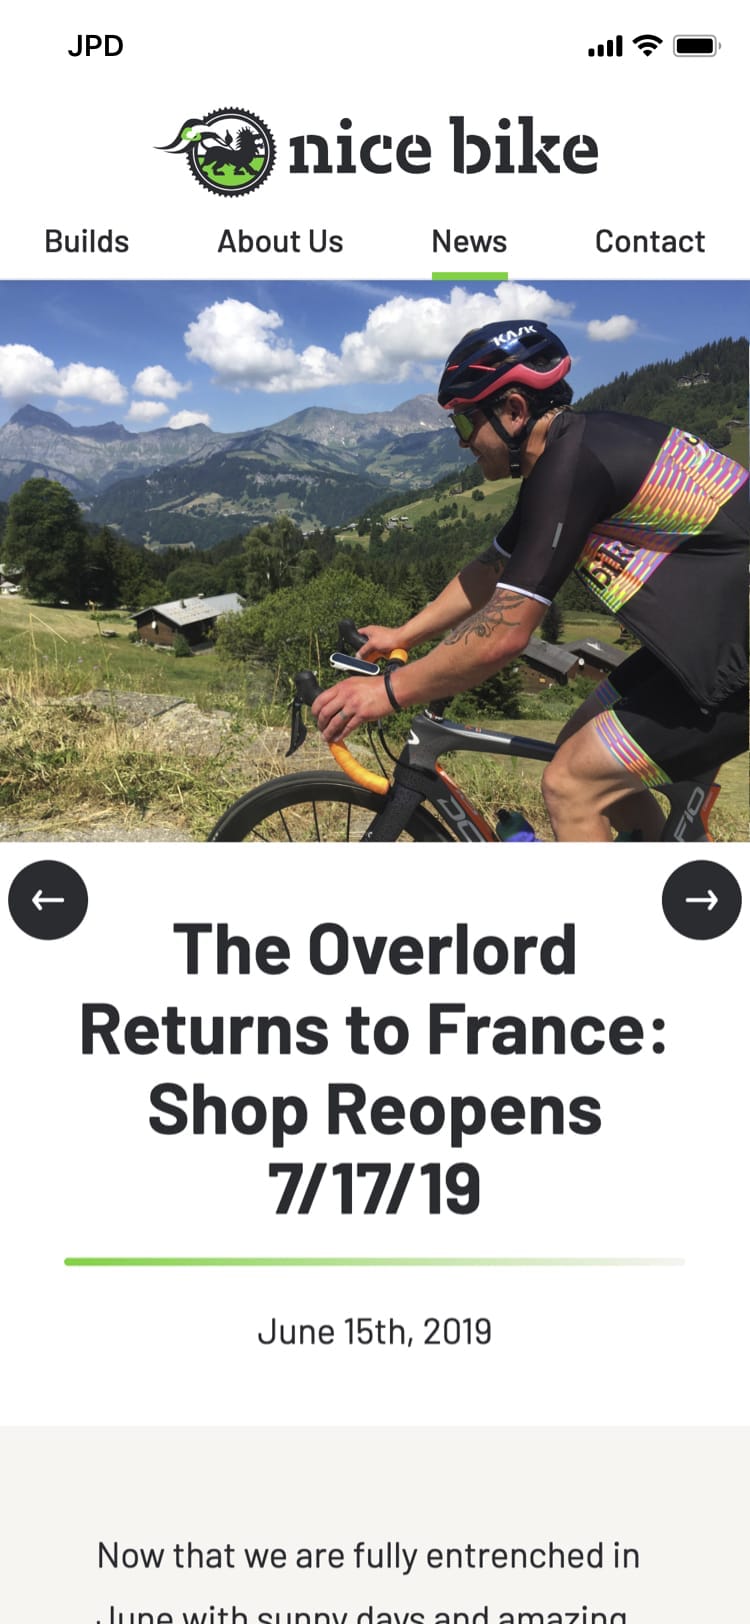 JPD
nice bike
Builds About Us News Contact
KASK
The Overlord
Returns to France:
Shop Reopens
7/17/19
June 15th, 2019
Now that we are fully entrenched in
June with sunny days and amazing